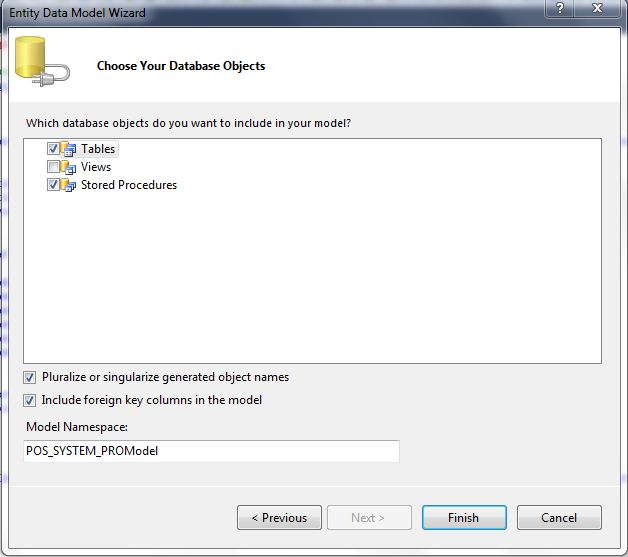 Entity Data Model Wizard
Choose Your Database Objects
Which database objects do you want to include in your model?
Tables
Views
Stored Procedures
Pluralize or singularize generated object names
Include foreign key columns in the model
Model Namespace:
POS_SYSTEM_PROModel
< Previous
Next >
Finish
Cancel